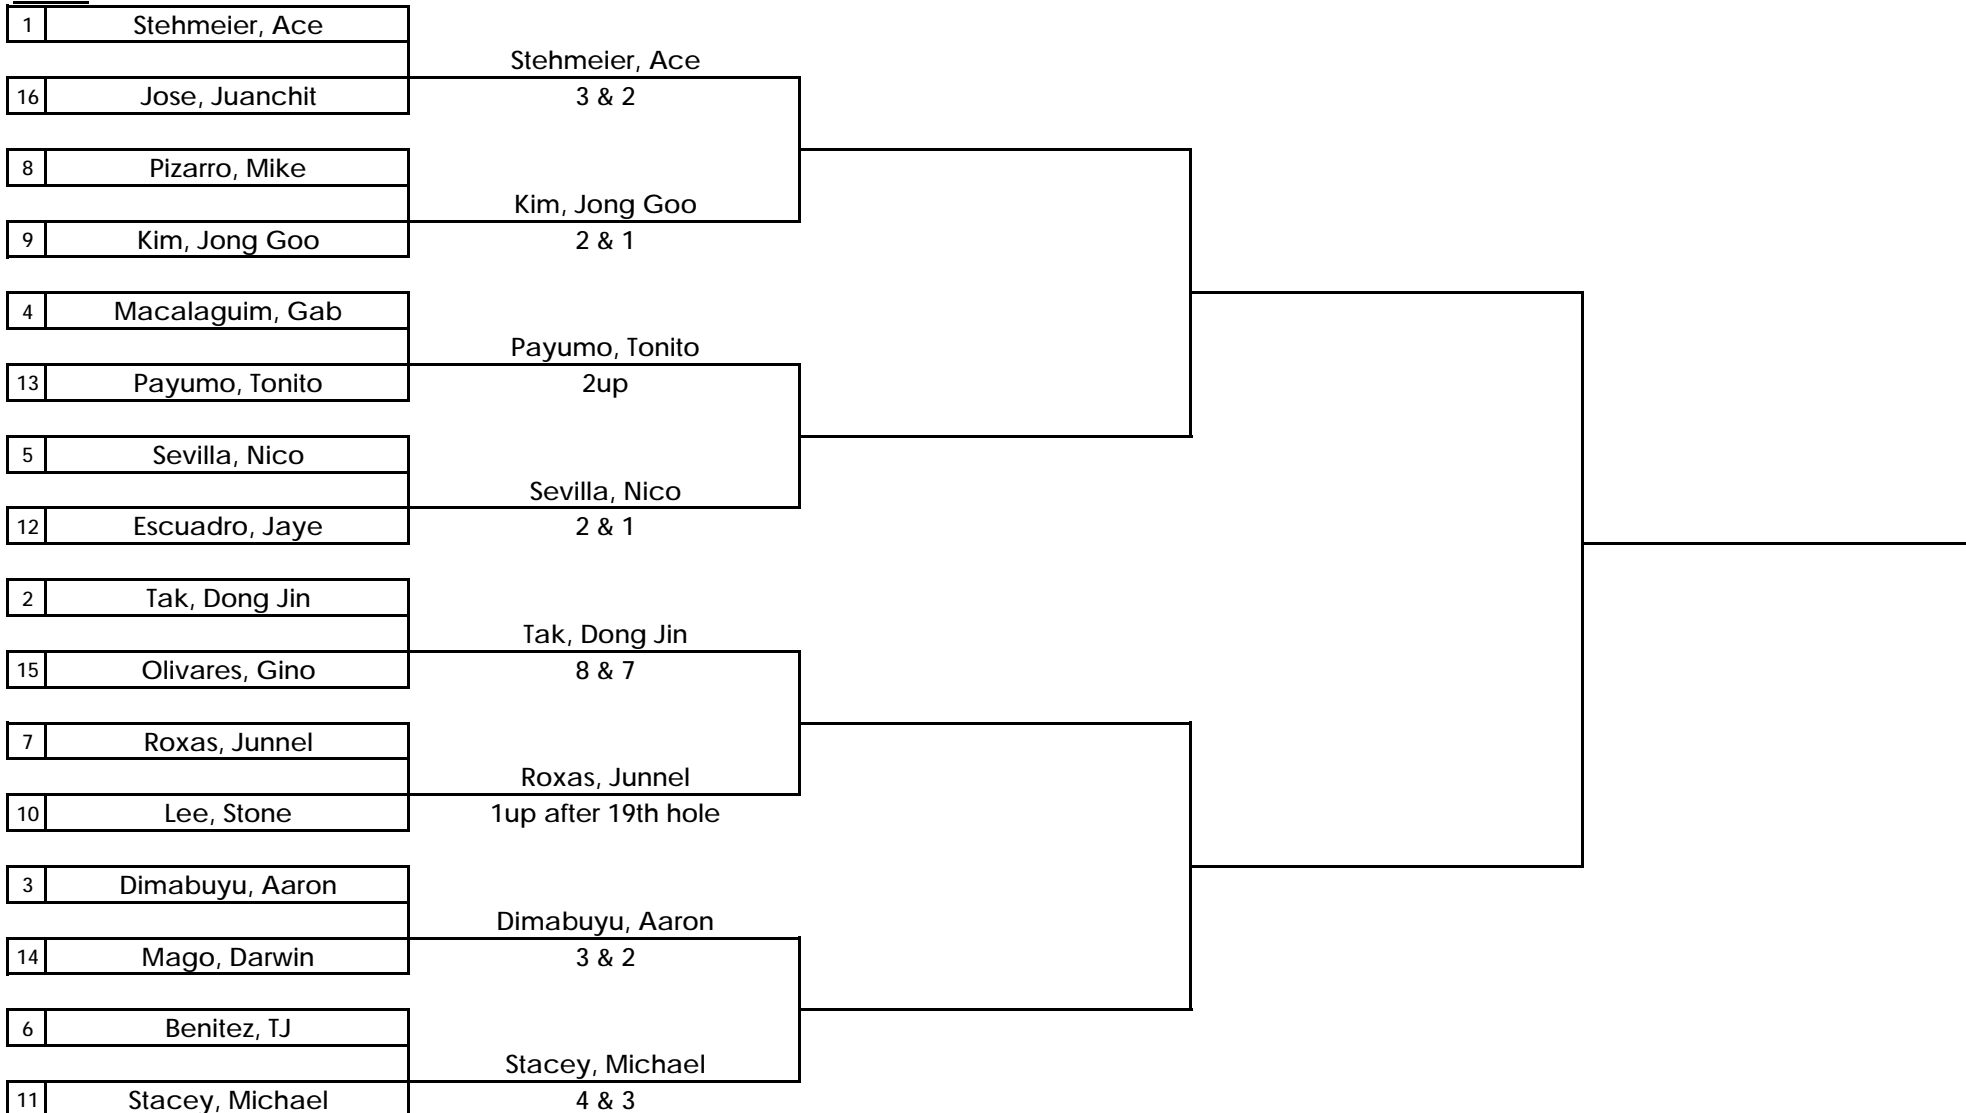 1 Stehmeier, Ace
Stehmeier, Ace
16 Jose, Juanchit
3 & 2
8 Pizarro, Mike
Kim, Jong Goo
9 Kim, Jong Goo
2 & 1
4 Macalaguim, Gab
Payumo, Tonito
13 Payumo, Tonito
2up
5 Sevilla, Nico
Sevilla, Nico
12 Escuadro, Jaye
2 & 1
2 Tak, Dong Jin
Tak, Dong Jin
15 Olivares, Gino
8 & 7
7 Roxas, Junnel
Roxas, Junnel
10 Lee, Stone
1up after 19th hole
3 Dimabuyu, Aaron
Dimabuyu, Aaron
14 Mago, Darwin
3 & 2
6 Benitez, TJ
Stacey, Michael
11 Stacey, Michael
4 & 3